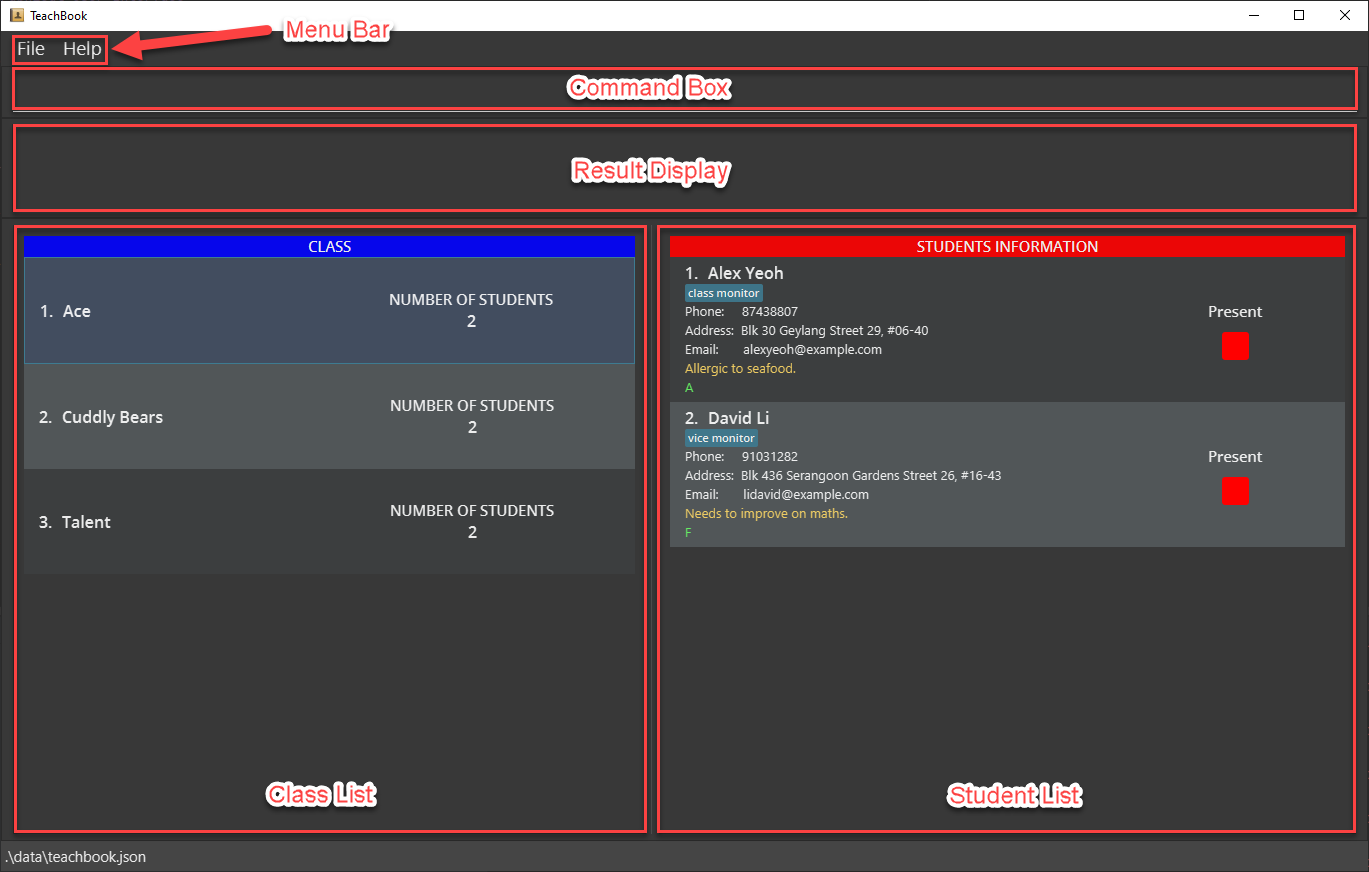 TeachBook
Menu Bar
File Help
Command Box
Result Display
CLASS
1. Ace
NUMBER OF STUDENTS
2
2. Cuddly Bears
NUMBER OF STUDENTS
2
3. Talent
NUMBER OF STUDENTS
2
Class List
STUDENTS INFORMATION
1. Alex Yeoh
class monitor
Phone: 87438807
Address: Blk 30 Geylang Street 29, #06-40
Email: alexyeoh@example.com
Allergic to seafood.
A
Present
2. David Li
vice monitor
Phone: 91031282
Address: Blk 436 Serangoon Gardens Street 26, #16-43
Email: lidavid@example.com
Needs to improve on maths.
F
Present
Student List
.\data\teachbook.json